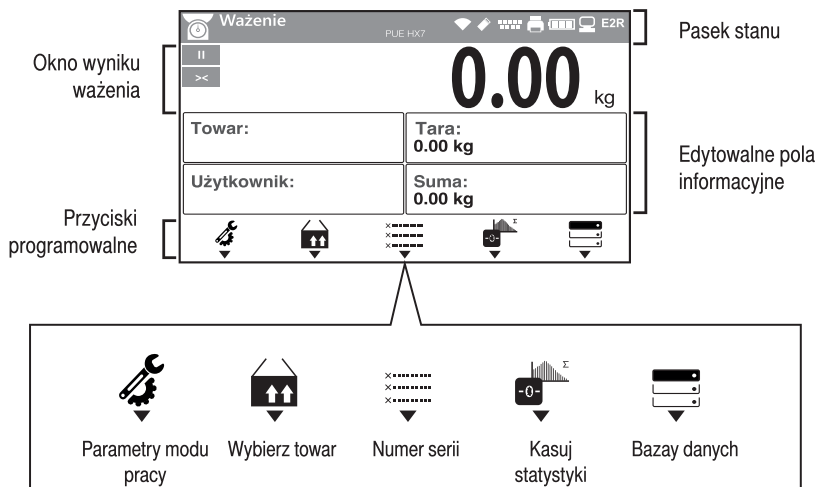 Ważenie
PUE HX7
E2R
Pasek stanu
Okno wyniku
ważenia
0.00 kg
Towar:
Tara:
0.00 kg
Użytkownik:
Suma:
0.00 kg
Edytowalne pola
informacyjne
Przyciski
programowalne
Σ
-0-
Σ
-0-
Parametry modu
pracy
Wybierz towar
Numer serii
Kasuj
statystyki
Bazay danych